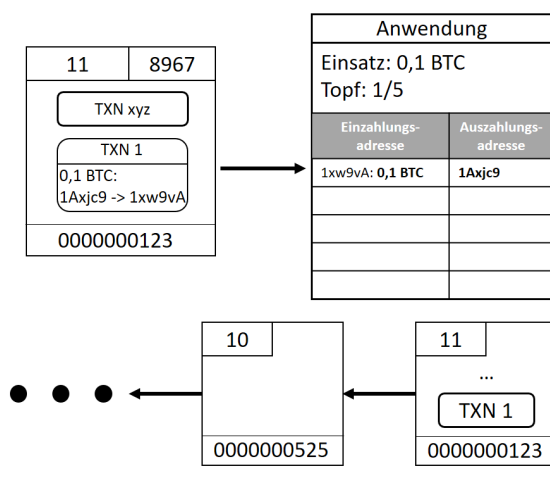 11 8967
TXN xyz
TXN 1
0,1 BTC:
1Axjc9 -> 1xw9vA
0000000123
Anwendung
Einsatz: 0,1 BTC
Topf: 1/5
Einzahlungs-
adresse
Auszahlungs-
adresse
1xw9vA: 0,1 BTC 1Axjc9
10
0000000525
11
...
TXN 1
0000000123